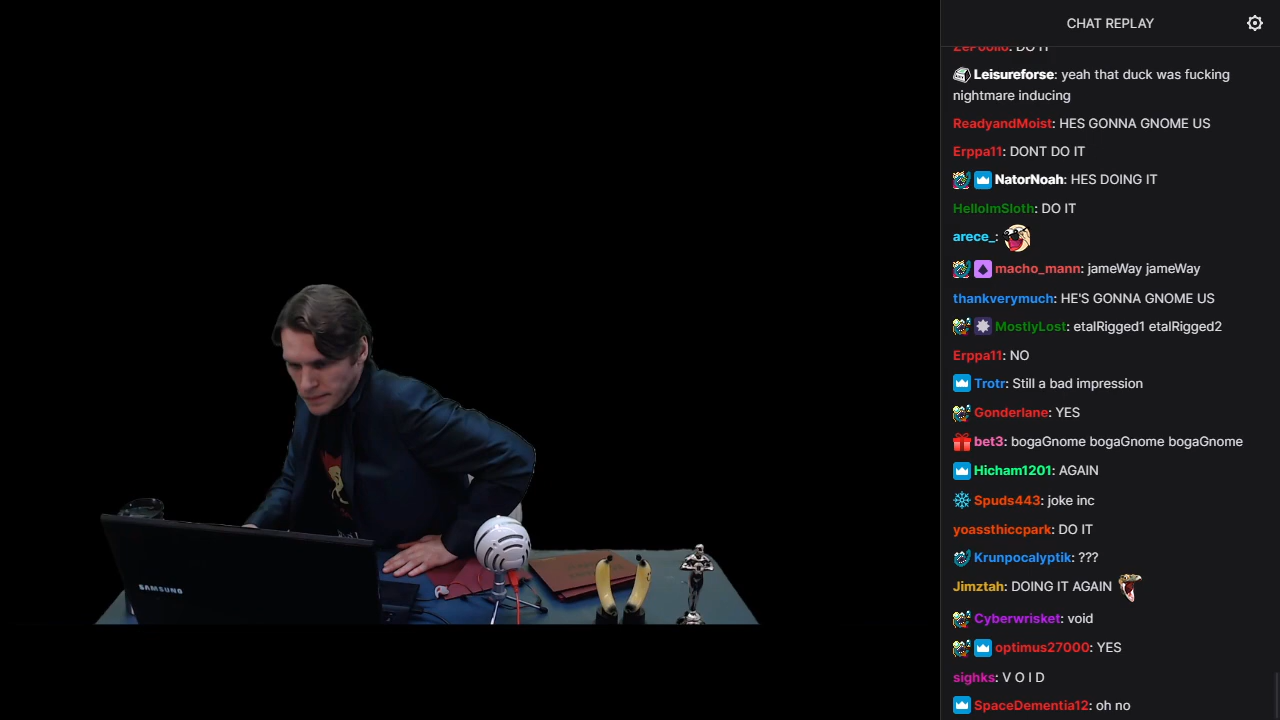 CHAT REPLAY
ZePoolio: DO IT
Leisureforse: yeah that duck was fucking
nightmare inducing
ReadyandMoist: HES GONNA GNOME US
Erppa11: DONT DO IT
NatorNoah: HES DOING IT
HelloImSloth: DO IT
arece_:
macho_mann: jameWay jameWay
thankverymuch: HE'S GONNA GNOME US
MostlyLost: etalRigged1 etalRigged2
Erppa11: NO
Trotr: Still a bad impression
Gonderlane: YES
bet3: bogaGnome bogaGnome bogaGnome
Hicham1201: AGAIN
Spuds443: joke inc
yoassthiccpark: DO IT
Krunpocalyptik: ???
Jimztah: DOING IT AGAIN
Cyberwrisket: void
optimus27000: YES
sighks: V O I D
SpaceDementia12: oh no
SAMSUNG